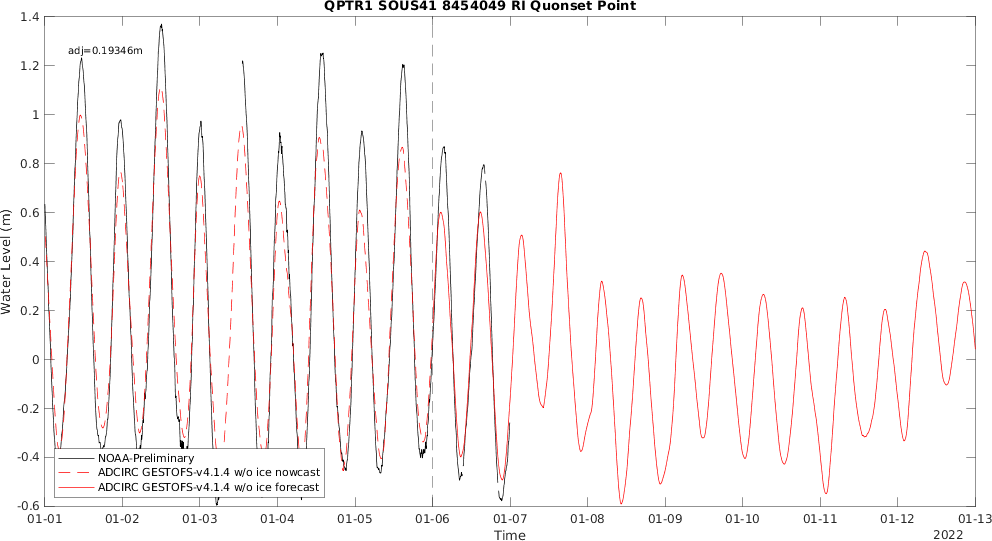 QPTR1 SOUS41 8454049 RI Quonset Point
1.4
adj=0.19346m
1.2
1
0.8
0.6
0.4
0.2
0
-0.2
-0.4
-0.6
Water Level (m)
NOAA-Preliminary
ADCIRC GESTOFS-v4.1.4 w/o ice nowcast
ADCIRC GESTOFS-v4.1.4 w/o ice forecast
01-01 01-02 01-03 01-04 01-05 01-06 01-07 01-08 01-09 01-10 01-11 01-12 01-13
Time
2022